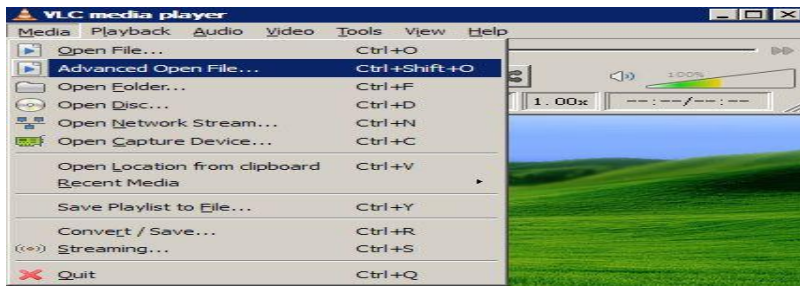 VLC media player
Media Playback Audio Video Tools View Help
Open File... Ctrl+O
Advanced Open File... Ctrl+Shift+O
Open Folder... Ctrl+F
Open Disc... Ctrl+D
Open Network Stream... Ctrl+N
Open Capture Device... Ctrl+C
Open Location from clipboard Ctrl+V
Recent Media
Save Playlist to File... Ctrl+Y
Convert / Save... Ctrl+R
Streaming... Ctrl+S
Quit Ctrl+Q
100%
1.00x --:--/--:--